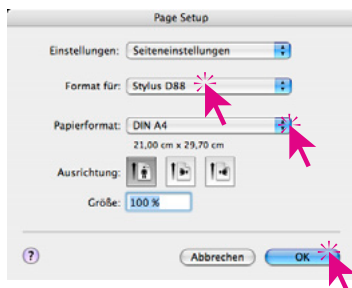 Page Setup
Einstellungen: Seiteneinstellungen
Format für: Stylus D88
Papierformat: DIN A4
21,00 cm x 29,70 cm
Ausrichtung:
Größe: 100 %
? Abbrechen OK